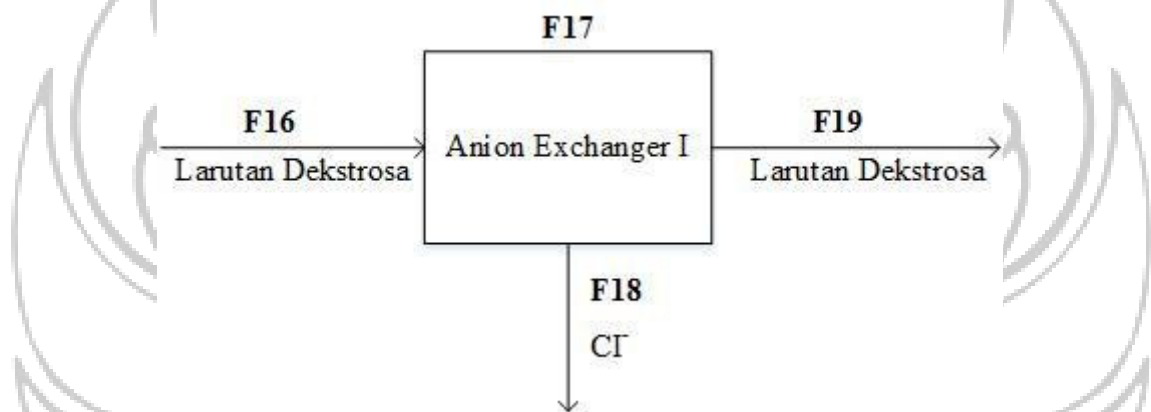 F17
F16
Larutan Dekstrosa
Anion Exchanger I
F19
Larutan Dekstrosa
F18
Cl⁻